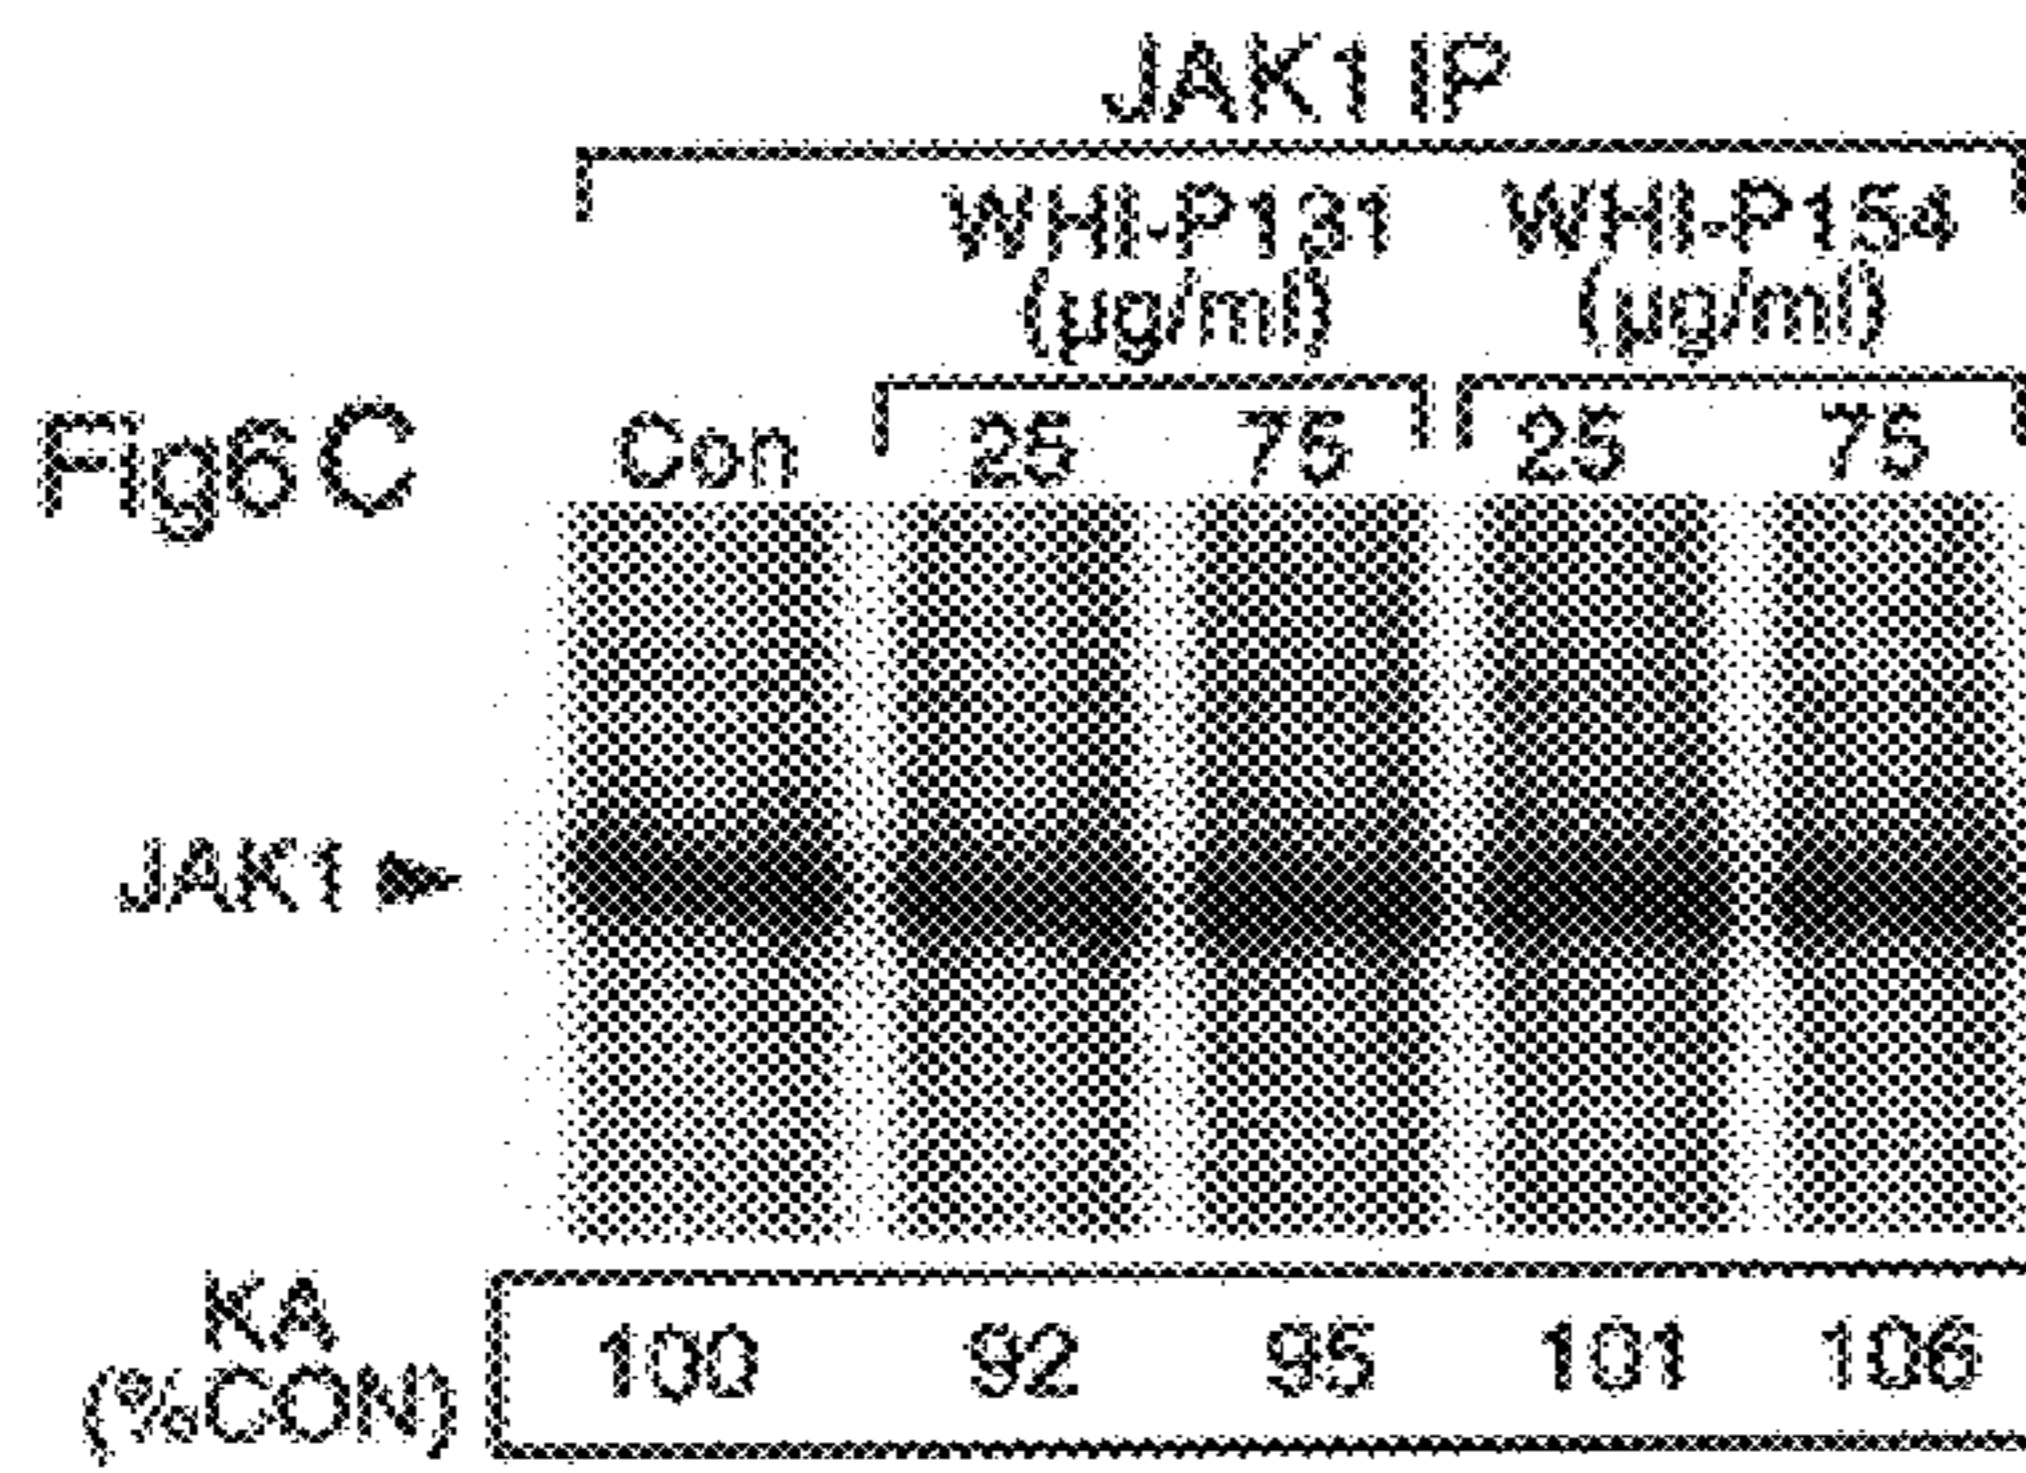 JAK1 IP
WHI-P131 WHI-P154
(µg/ml) (µg/ml)
Fig6C Con 25 75 25 75
JAK1
KA
(%CON) 100 92 95 101 106